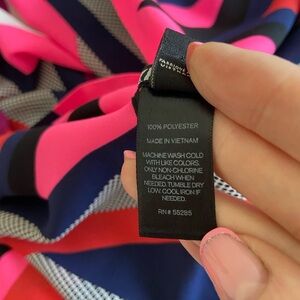 100% POLYESTER
MADE IN VIETNAM
MACHINE WASH COLD
WITH LIKE COLORS.
ONLY NON-CHLORINE
BLEACH WHEN
NEEDED. TUMBLE DRY
LOW. COOL IRON IF
NEEDED.
RN# 55285